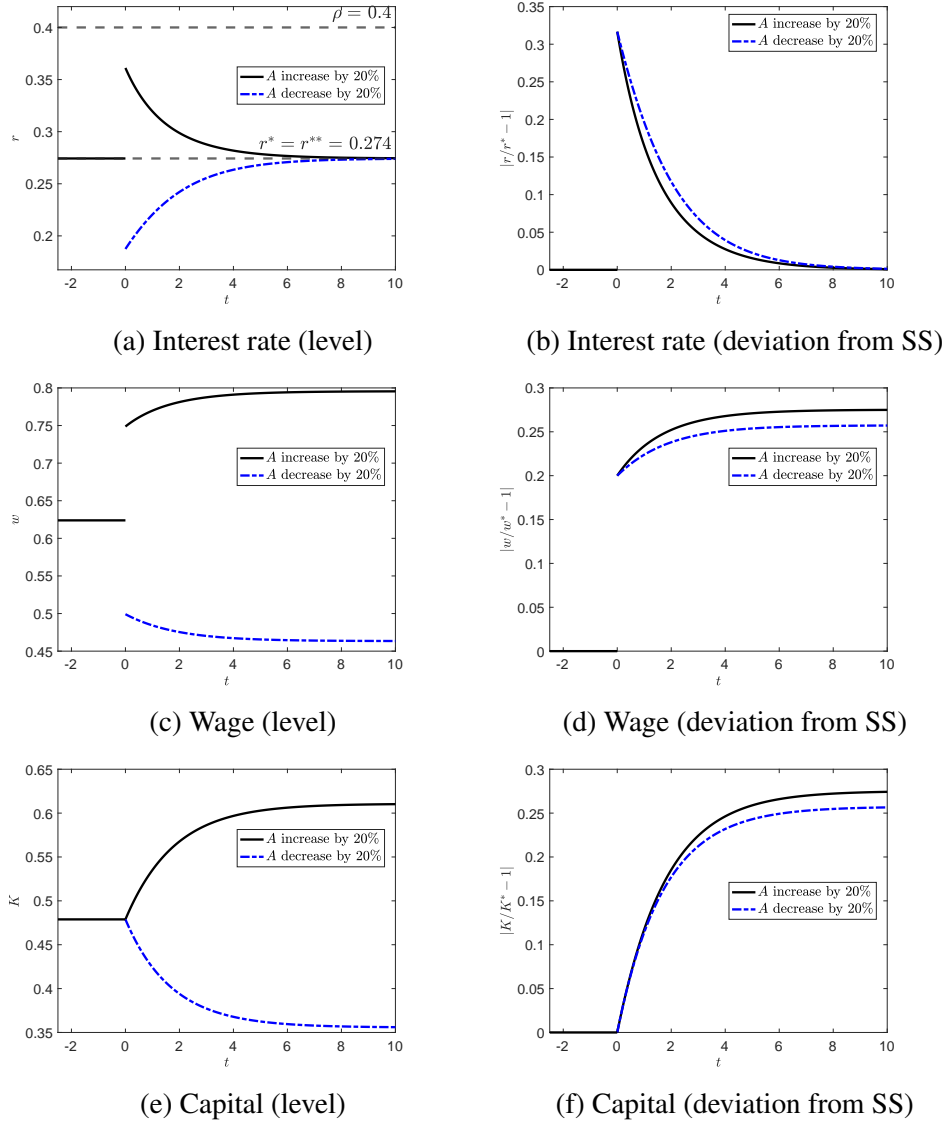 0.4
0.35
0.3
0.25
0.2
r
ρ = 0.4
A increase by 20%
A decrease by 20%
r* = r** = 0.274
-2 0 2 4 6 8 10
t
(a) Interest rate (level)
0.3
0.25
0.2
0.15
0.1
0.05
0
|r/r* − 1|
A increase by 20%
A decrease by 20%
-2 0 2 4 6 8 10
t
(b) Interest rate (deviation from SS)
0.8
0.75
0.7
0.65
0.6
0.55
0.5
0.45
w
A increase by 20%
A decrease by 20%
-2 0 2 4 6 8 10
t
(c) Wage (level)
0.3
0.25
0.2
0.15
0.1
0.05
0
|w/w* − 1|
A increase by 20%
A decrease by 20%
-2 0 2 4 6 8 10
t
(d) Wage (deviation from SS)
0.65
0.6
0.55
0.5
0.45
0.4
0.35
K
A increase by 20%
A decrease by 20%
-2 0 2 4 6 8 10
t
(e) Capital (level)
0.3
0.25
0.2
0.15
0.1
0.05
0
|K/K* − 1|
A increase by 20%
A decrease by 20%
-2 0 2 4 6 8 10
t
(f) Capital (deviation from SS)